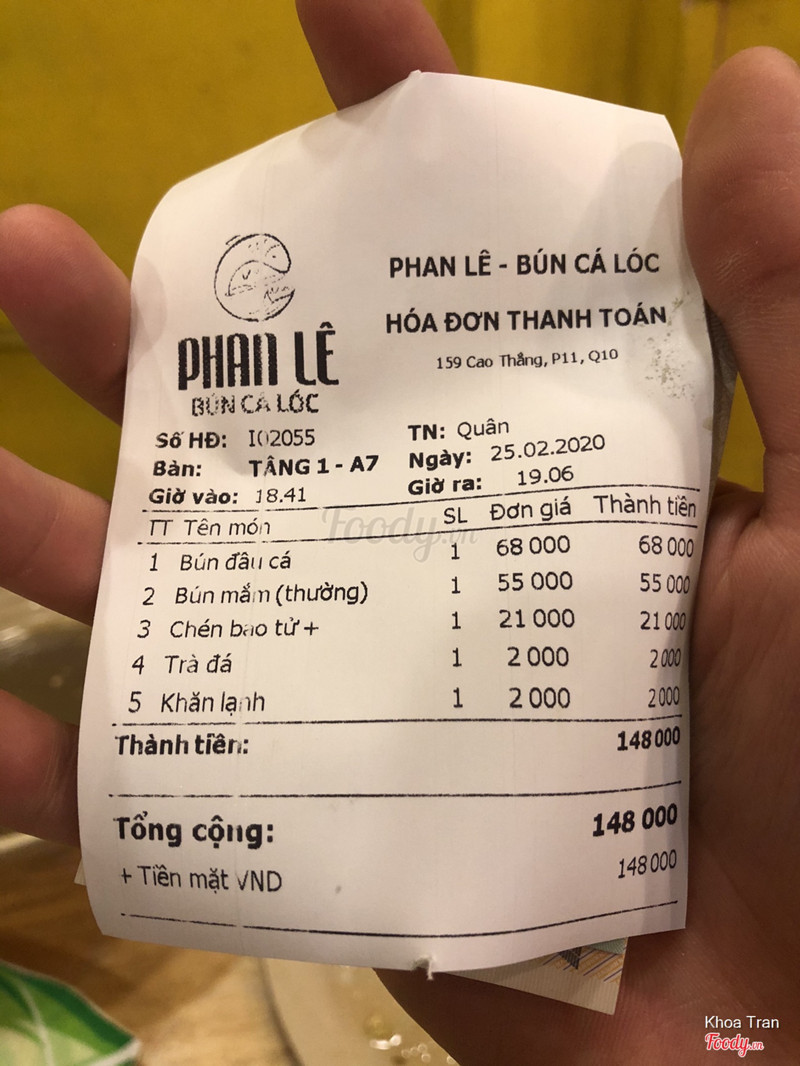 PHAN LÊ
BÚN CÁ LÓC
PHAN LÊ - BÚN CÁ LÓC
HÓA ĐƠN THANH TOÁN
159 Cao Thắng, P11, Q10
Số HĐ: I02055
TN: Quân
Bàn: TẦNG 1 - A7
Ngày: 25.02.2020
Giờ vào: 18.41
Giờ ra: 19.06
TT Tên món SL Đơn giá Thành tiền
1 Bún đầu cá 1 68 000 68 000
2 Bún mắm (thường) 1 55 000 55 000
3 Chén bao tử + 1 21 000 21 000
4 Trà đá 1 2 000 2 000
5 Khăn lạnh 1 2 000 2 000
Thành tiền: 148 000
Tổng cộng: 148 000
+ Tiền mặt VND 148 000
Foody.vn
Khoa Tran
Foody.vn